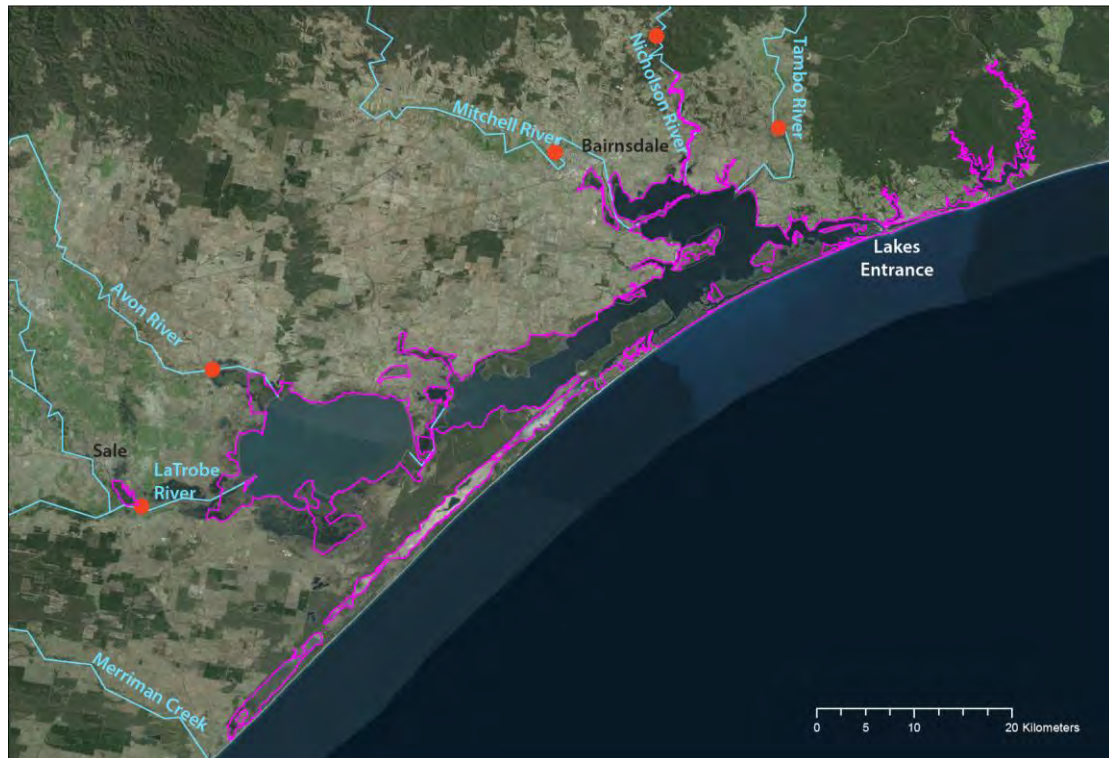 Nicholson River
Tambo River
Mitchell River
Bairnsdale
Lakes
Entrance
Avon River
Sale
LaTrobe
River
Merriman Creek
0 5 10 20 Kilometers